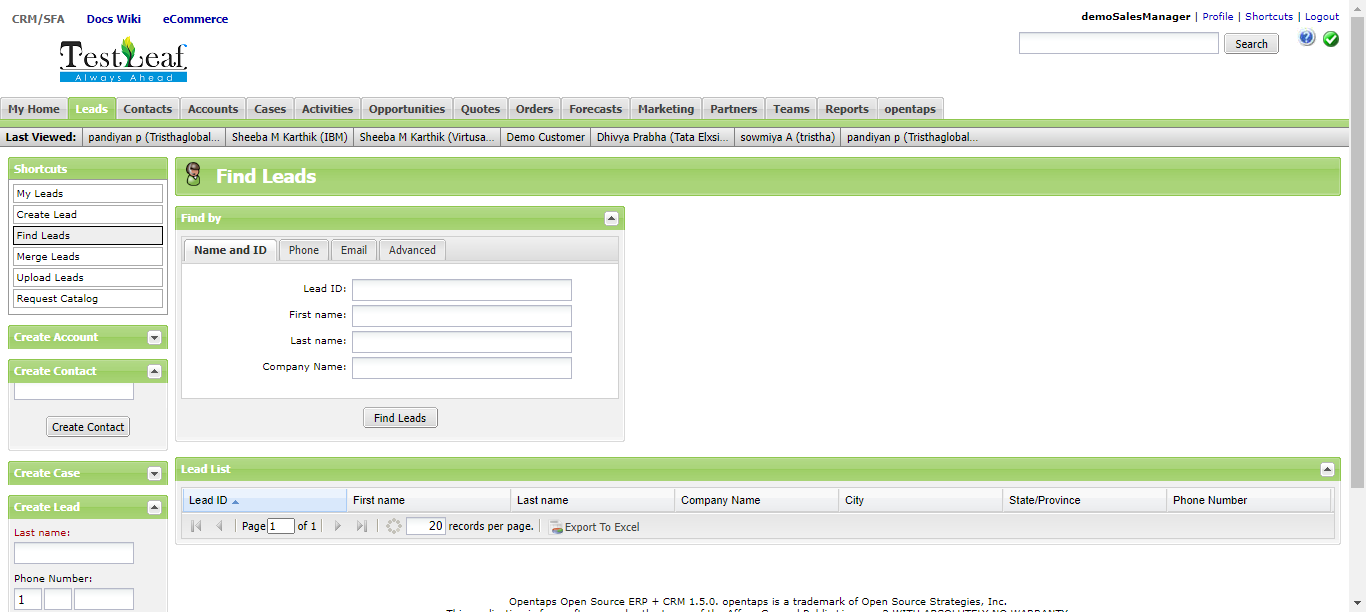 CRM/SFA Docs Wiki eCommerce
demoSalesManager | Profile | Shortcuts | Logout
TestLeaf
Always Ahead
Search
?
My Home Leads Contacts Accounts Cases Activities Opportunities Quotes Orders Forecasts Marketing Partners Teams Reports opentaps
Last Viewed: pandiyan p (Tristhaglobal... Sheeba M Karthik (IBM) Sheeba M Karthik (Virtusa... Demo Customer Dhivya Prabha (Tata Elxsi... sowmiya A (tristha) pandiyan p (Tristhaglobal...
Shortcuts
My Leads
Create Lead
Find Leads
Merge Leads
Upload Leads
Request Catalog
Create Account
Create Contact
Create Contact
Create Case
Create Lead
Last name:
Phone Number:
1
Find Leads
Find by
Name and ID Phone Email Advanced
Lead ID:
First name:
Last name:
Company Name:
Find Leads
Lead List
Lead ID First name Last name Company Name City State/Province Phone Number
Page 1 of 1 20 records per page. Export To Excel
Opentaps Open Source ERP + CRM 1.5.0. opentaps is a trademark of Open Source Strategies, Inc.